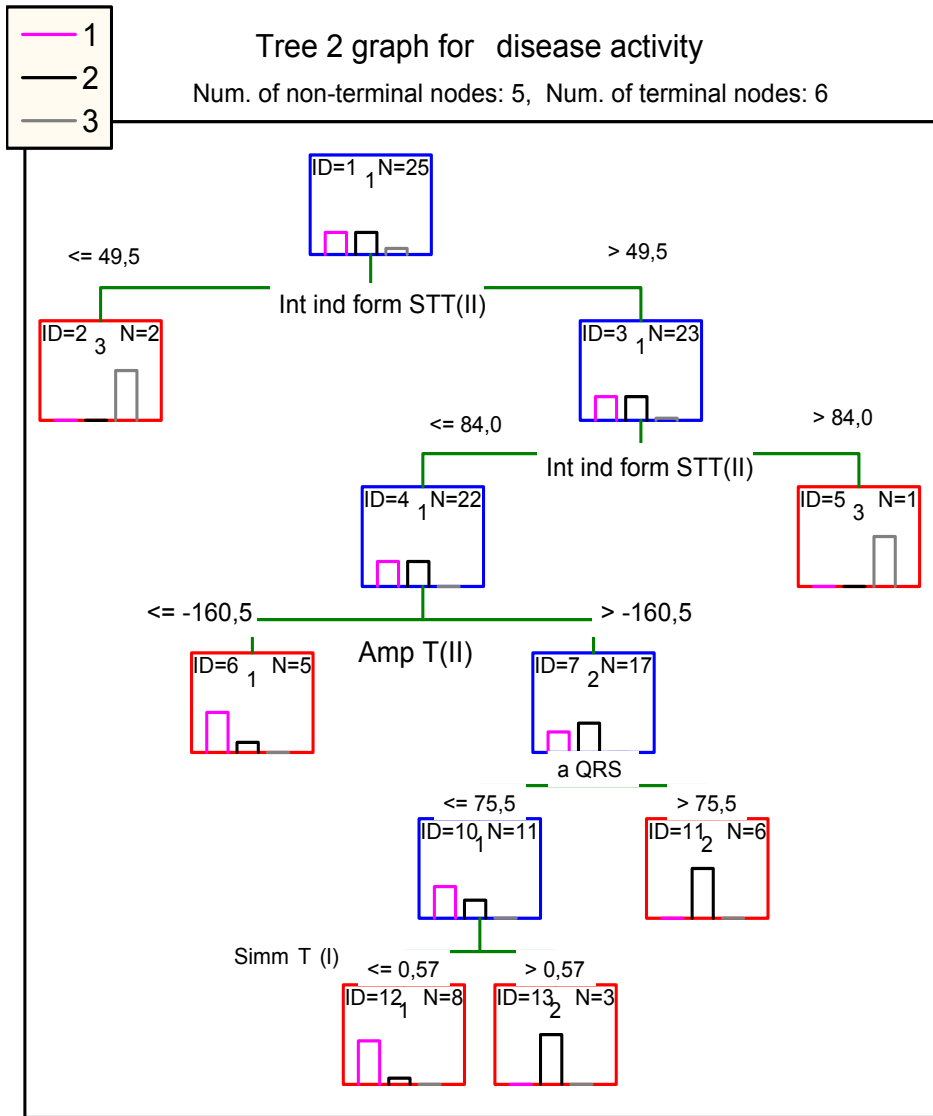 1
2
3
Tree 2 graph for disease activity
Num. of non-terminal nodes: 5, Num. of terminal nodes: 6
ID=1 N=25
1
<= 49,5 > 49,5
Int ind form STT(II)
ID=2 N=2
3
ID=3 N=23
1
<= 84,0 > 84,0
Int ind form STT(II)
ID=4 N=22
1
ID=5 N=1
3
<= -160,5 > -160,5
Amp T(II)
ID=6 N=5
1
ID=7 N=17
2
a QRS
<= 75,5 > 75,5
ID=10 N=11
1
ID=11 N=6
2
Simm T (I)
<= 0,57 > 0,57
ID=12 N=8
1
ID=13 N=3
2